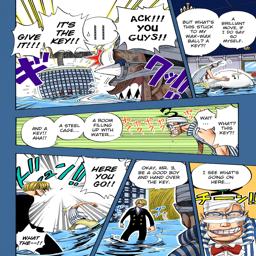 ACK!!!
YOU
GUYS!!
IT'S
THE
KEY!!
!!!
GIVE
IT!!!
ギ
クッ!!
A
BRILLIANT
MOVE, IF
I DO SAY
SO
MYSELF.
BUT WHAT'S
THIS STUCK
TO MY
WAX-WAX
BALL? A
KEY?!
WAIT...
WHAT?
THIS
KEY?!
A ROOM
FILLING
UP WITH
WATER...
A STEEL
CAGE...
AND A
KEY?!
AHA!!
HERE
YOU
GO!!
WHAT
THE--!!
OKAY, MR. 3,
BE A GOOD BOY
AND HAND OVER
THE KEY.
I SEE
WHAT'S
GOING ON
HERE...